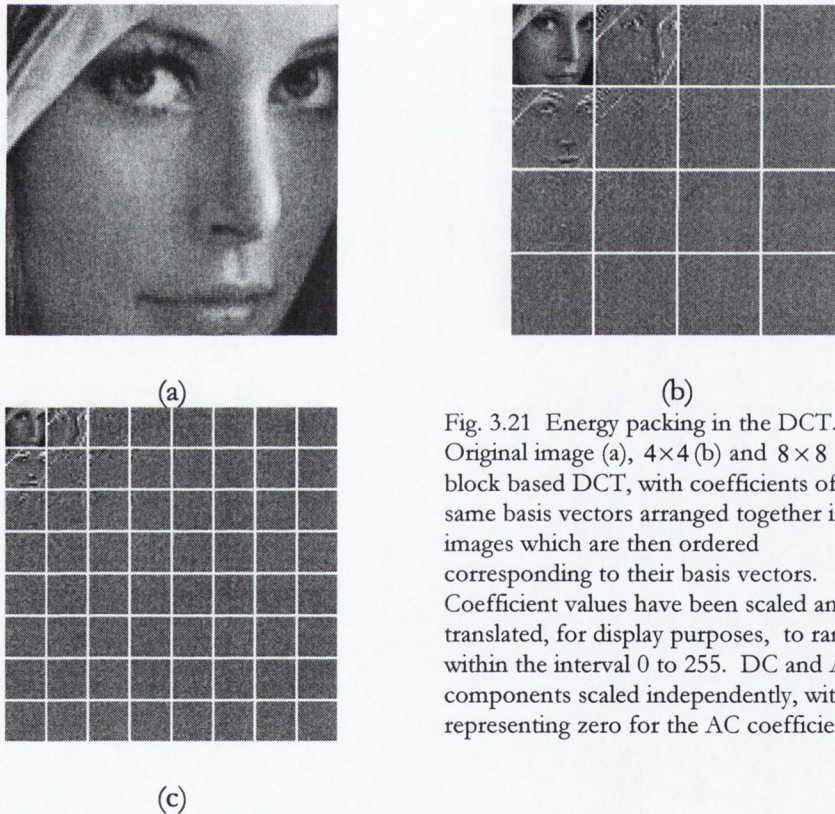 (a)
(b)
(c)
Fig. 3.21 Energy packing in the DCT.
Original image (a), 4×4 (b) and 8×8
block based DCT, with coefficients of
same basis vectors arranged together
images which are then ordered
corresponding to their basis vectors.
Coefficient values have been scaled
translated, for display purposes, to
within the interval 0 to 255. DC and
components scaled independently,
representing zero for the AC